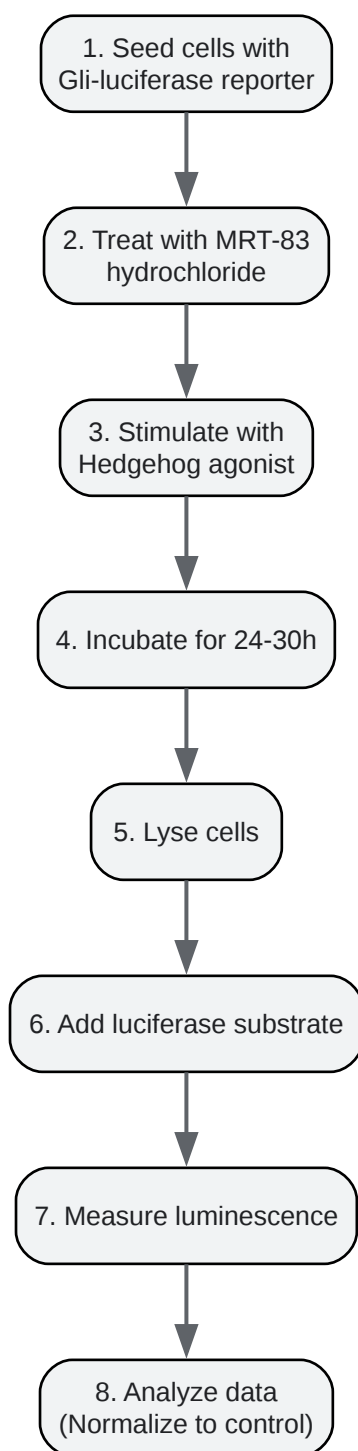 1. Seed cells with
Gli-luciferase reporter
2. Treat with MRT-83
hydrochloride
3. Stimulate with
Hedgehog agonist
4. Incubate for 24-30h
5. Lyse cells
6. Add luciferase substrate
7. Measure luminescence
8. Analyze data
(Normalize to control)